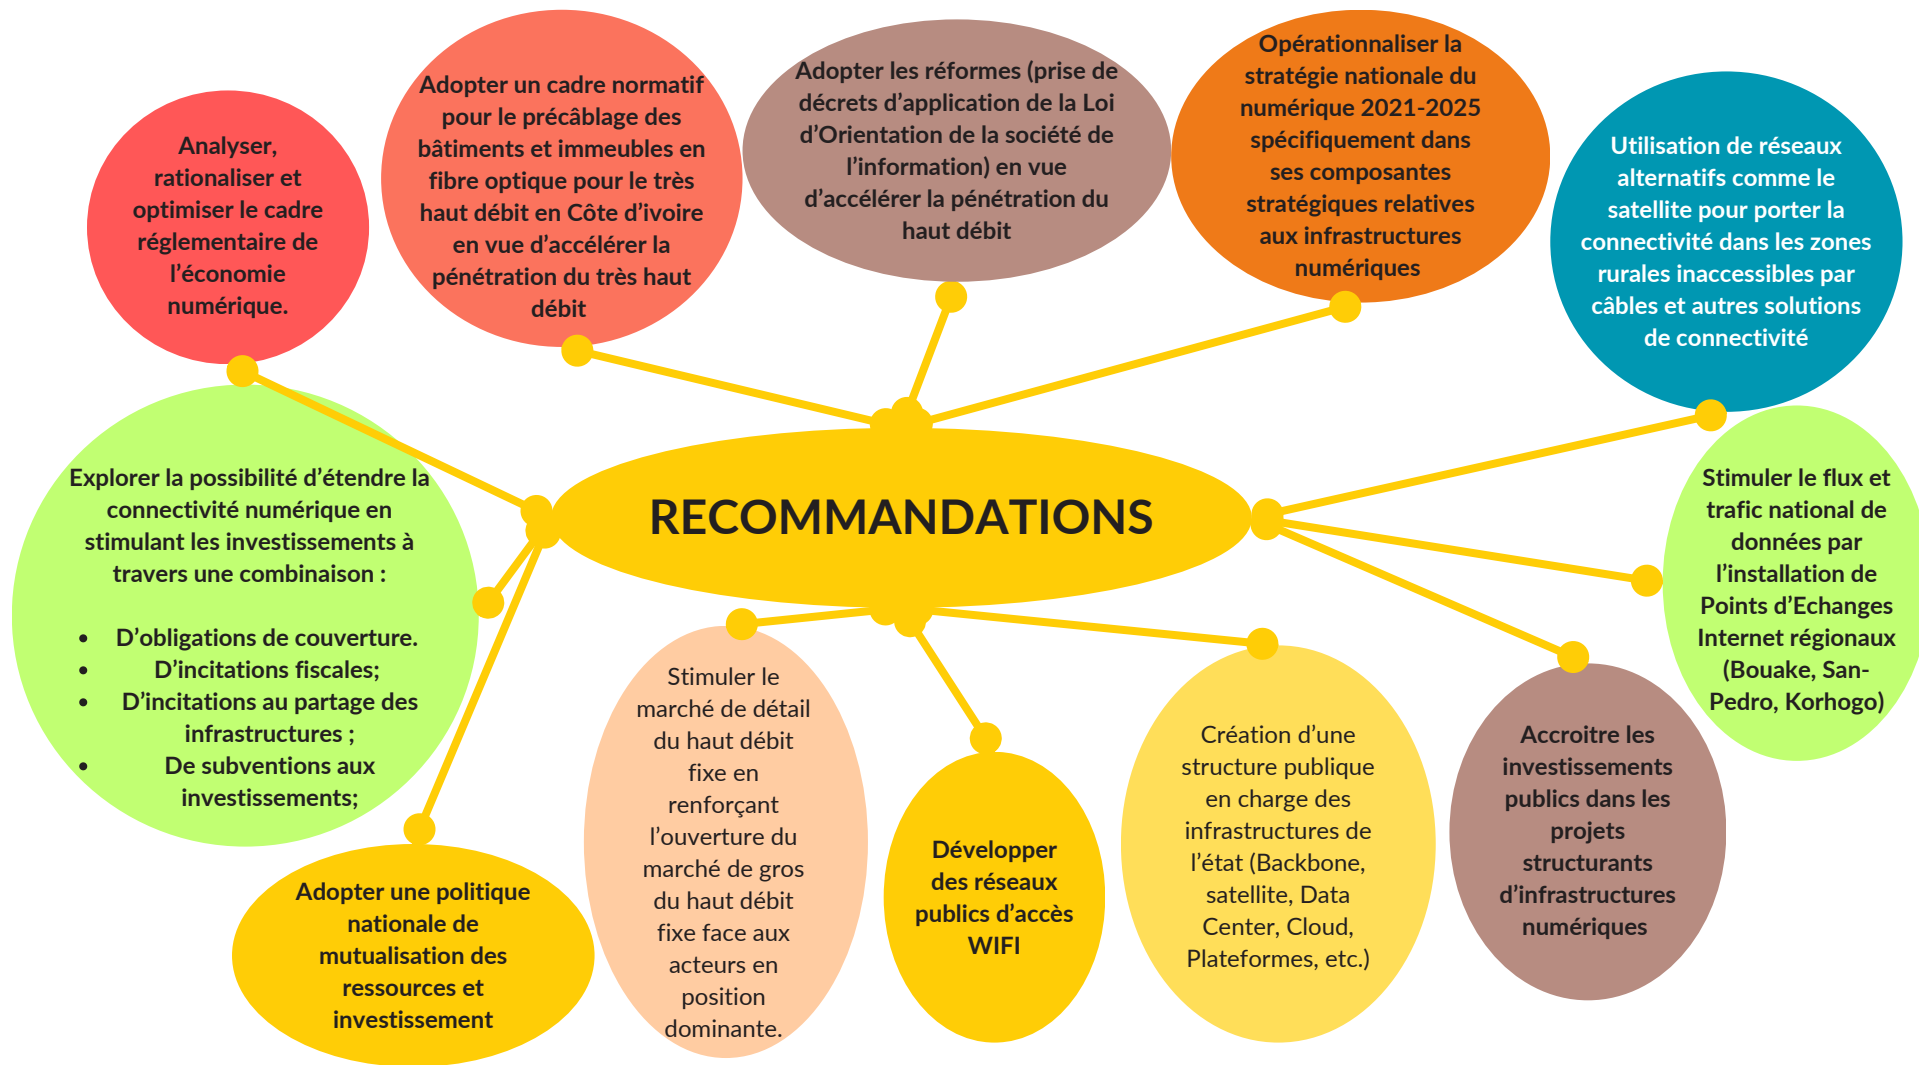 Analyser,
rationaliser et
optimiser le cadre
réglementaire de
l’économie
numérique.
Adopter un cadre normatif
pour le précâblage des
bâtiments et immeubles en
fibre optique pour le très
haut débit en Côte d’ivoire
en vue d’accélérer la
pénétration du très haut
débit
Adopter les réformes (prise de
décrets d’application de la Loi
d’Orientation de la société de
l’information) en vue
d’accélérer la pénétration du
haut débit
Opérationnaliser la
stratégie nationale du
numérique 2021-2025
spécifiquement dans
ses composantes
stratégiques relatives
aux infrastructures
numériques
Utilisation de réseaux
alternatifs comme le
satellite pour porter la
connectivité dans les zones
rurales inaccessibles par
câbles et autres solutions
de connectivité
Explorer la possibilité d’étendre la
connectivité numérique en
stimulant les investissements à
travers une combinaison :
• D’obligations de couverture.
• D’incitations fiscales;
• D’incitations au partage des
infrastructures ;
• De subventions aux
investissements;
RECOMMANDATIONS
Stimuler le flux et
trafic national de
données par
l’installation de
Points d’Echanges
Internet régionaux
(Bouake, San-
Pedro, Korhogo)
Adopter une politique
nationale de
mutualisation des
ressources et
investissement
Stimuler le
marché de détail
du haut débit
fixe en
renforçant
l’ouverture du
marché de gros
du haut débit
fixe face aux
acteurs en
position
dominante.
Développer
des réseaux
publics d’accès
WIFI
Création d’une
structure publique
en charge des
infrastructures de
l’état (Backbone,
satellite, Data
Center, Cloud,
Plateformes, etc.)
Accroitre les
investissements
publics dans les
projets
structurants
d’infrastructures
numériques